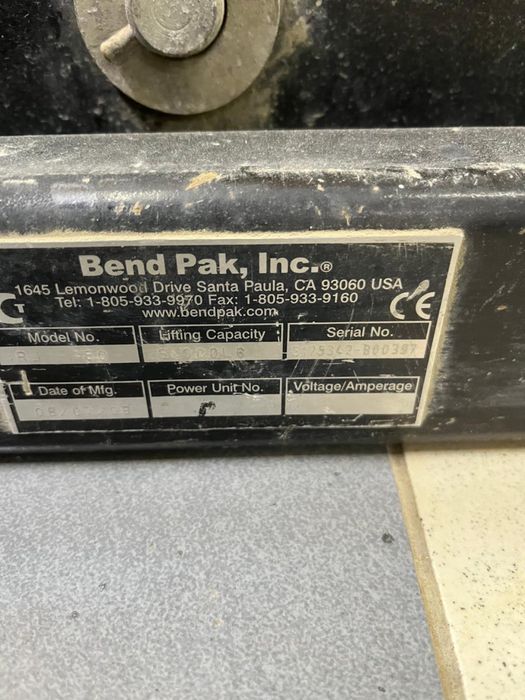 Bend Pak, Inc.®
1645 Lemonwood Drive Santa Paula, CA 93060 USA
Tel: 1-805-933-9970 Fax: 1-805-933-9160
www.bendpak.com
CE
Model No. Lifting Capacity Serial No.
Date of Mfg. Power Unit No. Voltage/Amperage